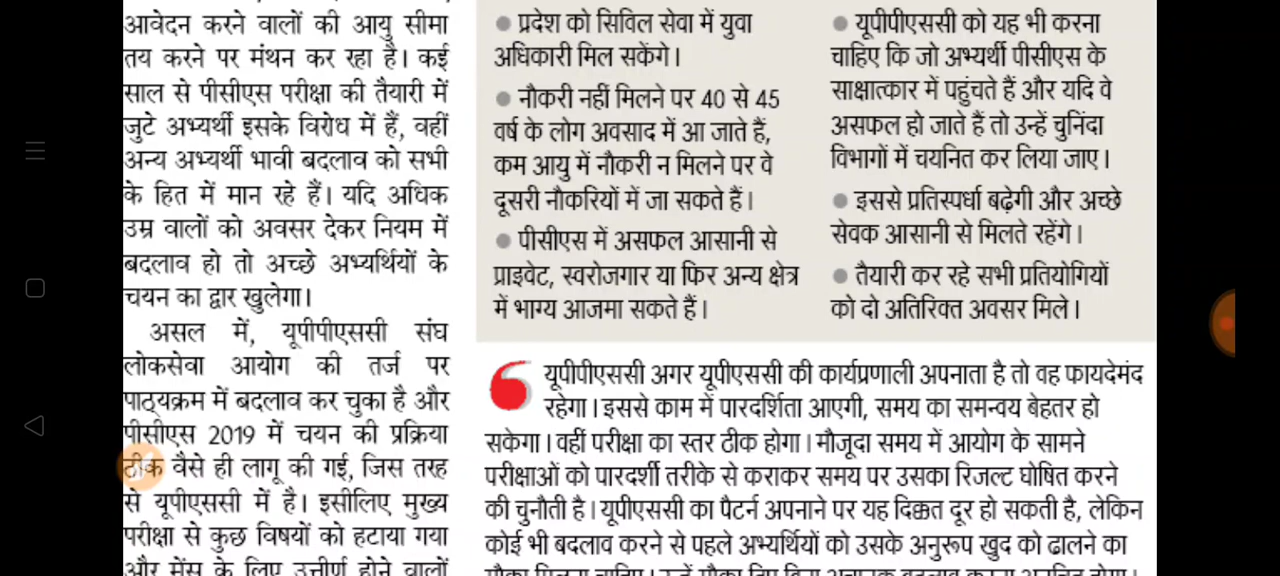 आवेदन करने वालों की आयु सीमा
तय करने पर मंथन कर रहा है। कई
साल से पीसीएस परीक्षा की तैयारी में
जुटे अभ्यर्थी इसके विरोध में हैं, वहीं
अन्य अभ्यर्थी भावी बदलाव को सभी
के हित में मान रहे हैं। यदि अधिक
उम्र वालों को अवसर देकर नियम में
बदलाव हो तो अच्छे अभ्यर्थियों के
चयन का द्वार खुलेगा।
असल में, यूपीपीएससी संघ
लोकसेवा आयोग की तर्ज पर
पाठ्यक्रम में बदलाव कर चुका है और
पीसीएस 2019 में चयन की प्रक्रिया
ठीक वैसे ही लागू की गई, जिस तरह
से यूपीएससी में है। इसीलिए मुख्य
परीक्षा से कुछ विषयों को हटाया गया
और मेंस के लिए उत्तीर्ण होने वालों
● प्रदेश को सिविल सेवा में युवा
अधिकारी मिल सकेंगे।
● नौकरी नहीं मिलने पर 40 से 45
वर्ष के लोग अवसाद में आ जाते हैं,
कम आयु में नौकरी न मिलने पर वे
दूसरी नौकरियों में जा सकते हैं।
● पीसीएस में असफल आसानी से
प्राइवेट, स्वरोजगार या फिर अन्य क्षेत्र
में भाग्य आजमा सकते हैं।
● यूपीपीएससी को यह भी करना
चाहिए कि जो अभ्यर्थी पीसीएस के
साक्षात्कार में पहुंचते हैं और यदि वे
असफल हो जाते हैं तो उन्हें चुनिंदा
विभागों में चयनित कर लिया जाए।
● इससे प्रतिस्पर्धा बढ़ेगी और अच्छे
सेवक आसानी से मिलते रहेंगे।
● तैयारी कर रहे सभी प्रतियोगियों
को दो अतिरिक्त अवसर मिले।
यूपीपीएससी अगर यूपीएससी की कार्यप्रणाली अपनाता है तो वह फायदेमंद
रहेगा। इससे काम में पारदर्शिता आएगी, समय का समन्वय बेहतर हो
सकेगा। वहीं परीक्षा का स्तर ठीक होगा। मौजूदा समय में आयोग के सामने
परीक्षाओं को पारदर्शी तरीके से कराकर समय पर उसका रिजल्ट घोषित करने
की चुनौती है। यूपीएससी का पैटर्न अपनाने पर यह दिक्कत दूर हो सकती है, लेकिन
कोई भी बदलाव करने से पहले अभ्यर्थियों को उसके अनुरूप खुद को ढालने का